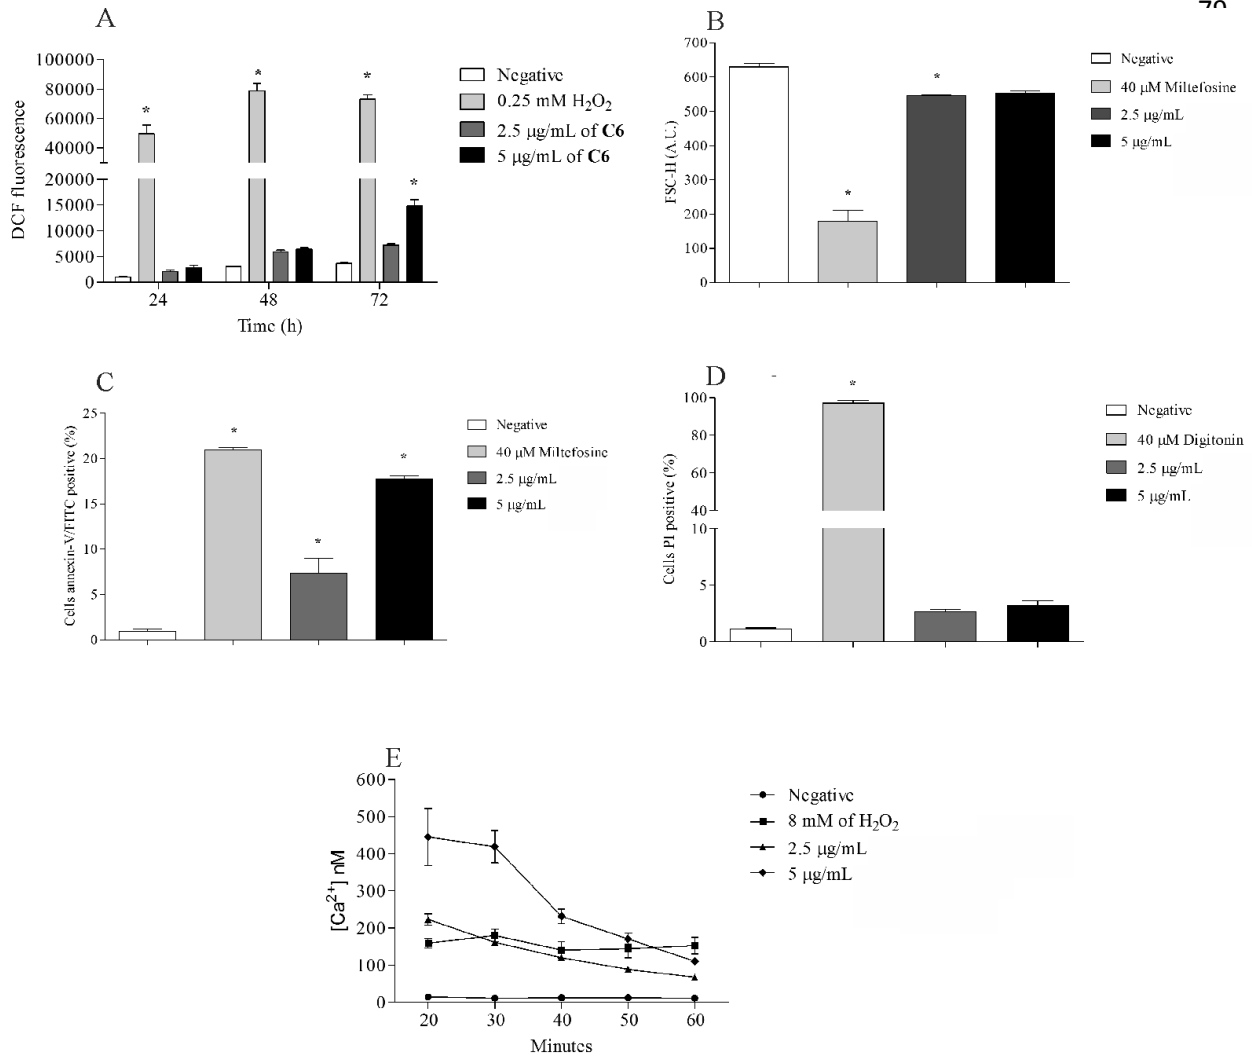 A
100000
80000
60000
40000
20000
15000
10000
5000
0
DCF fluorescence
24
48
72
Time (h)
*
*
*
*
Negative
0.25 mM H₂O₂
2.5 µg/mL of C6
5 µg/mL of C6
B
700
600
500
400
300
200
100
0
FSC-H (A.U.)
*
*
Negative
40 µM Miltefosine
2.5 µg/mL
5 µg/mL
C
25
20
15
10
5
0
Cells annexin-V/FITC positive (%)
*
*
*
Negative
40 µM Miltefosine
2.5 µg/mL
5 µg/mL
D
100
80
60
40
10
5
0
Cells PI positive (%)
*
Negative
40 µM Digitonin
2.5 µg/mL
5 µg/mL
E
600
500
400
300
200
100
0
[Ca²⁺] nM
20
30
40
50
60
Minutes
Negative
8 mM of H₂O₂
2.5 µg/mL
5 µg/mL